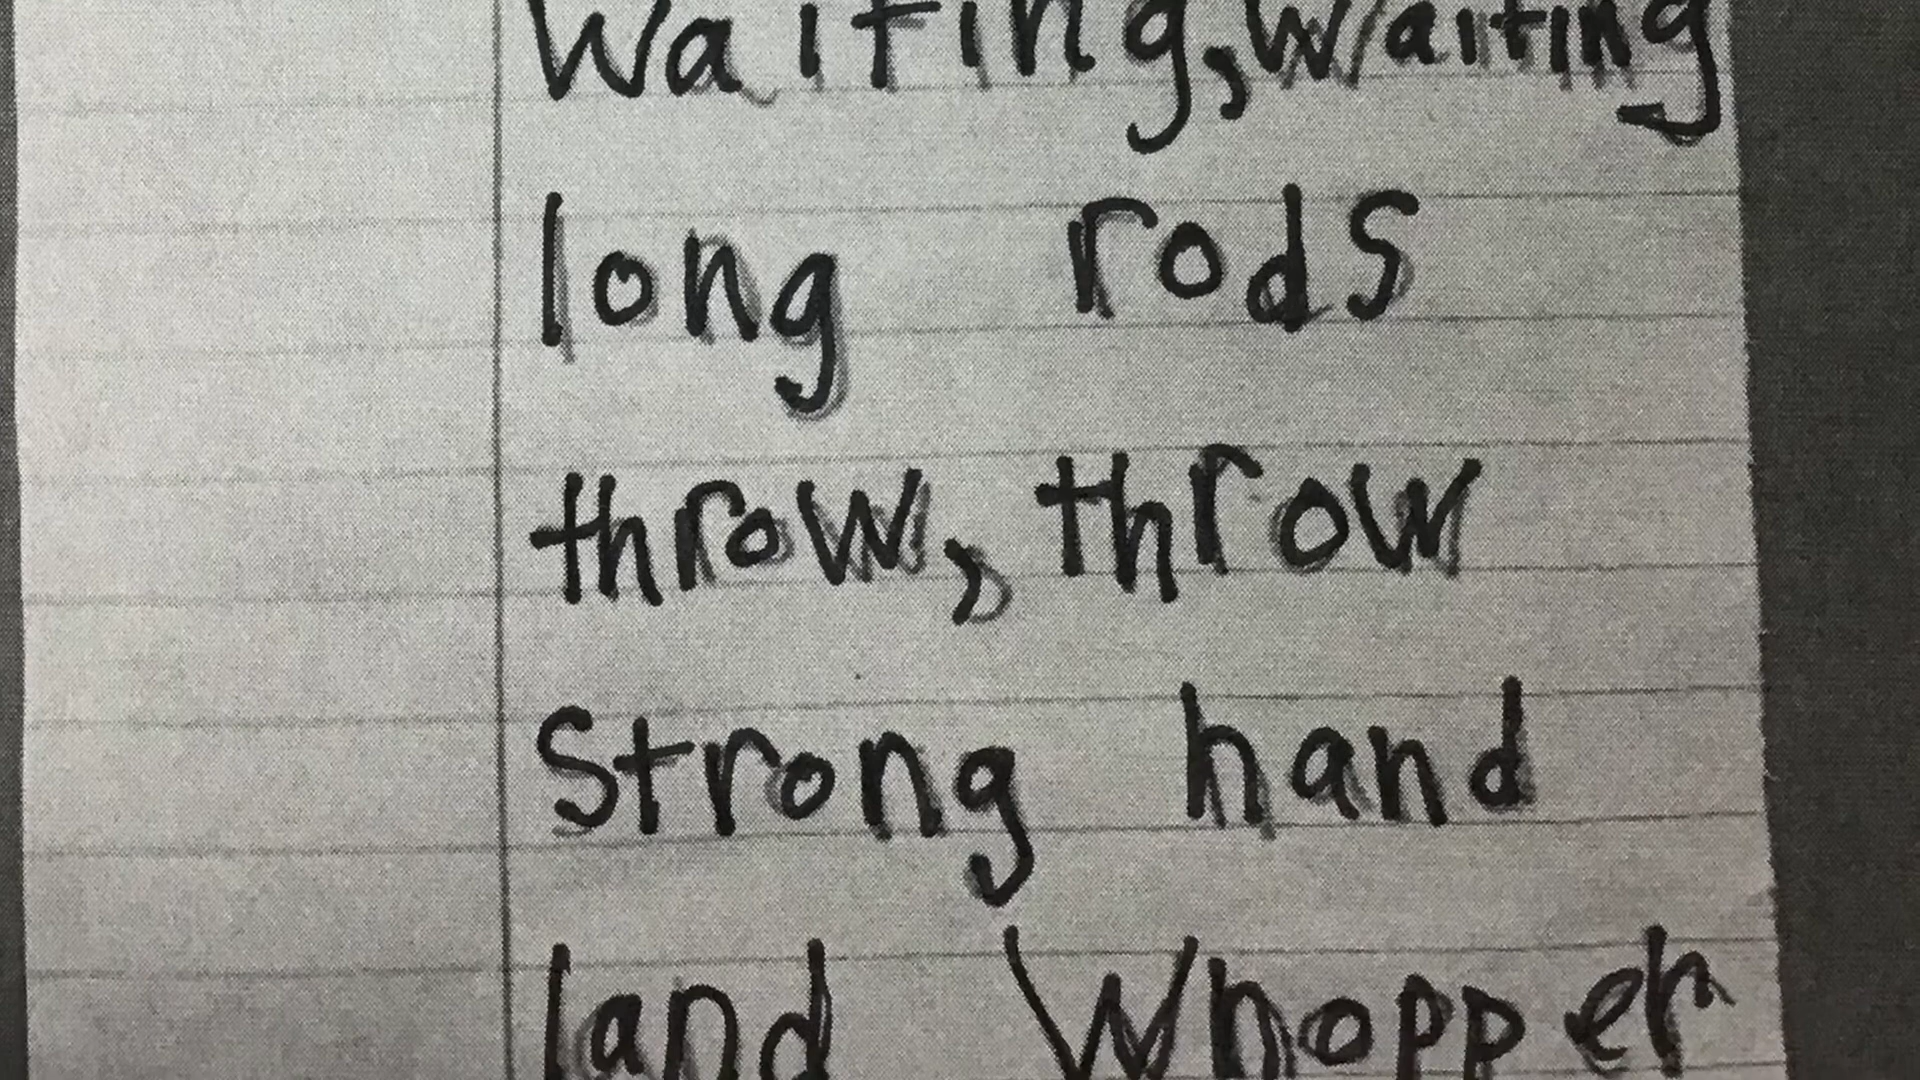 Waiting, Waiting
long rods
throw, throw
Strong hand
land Whopper